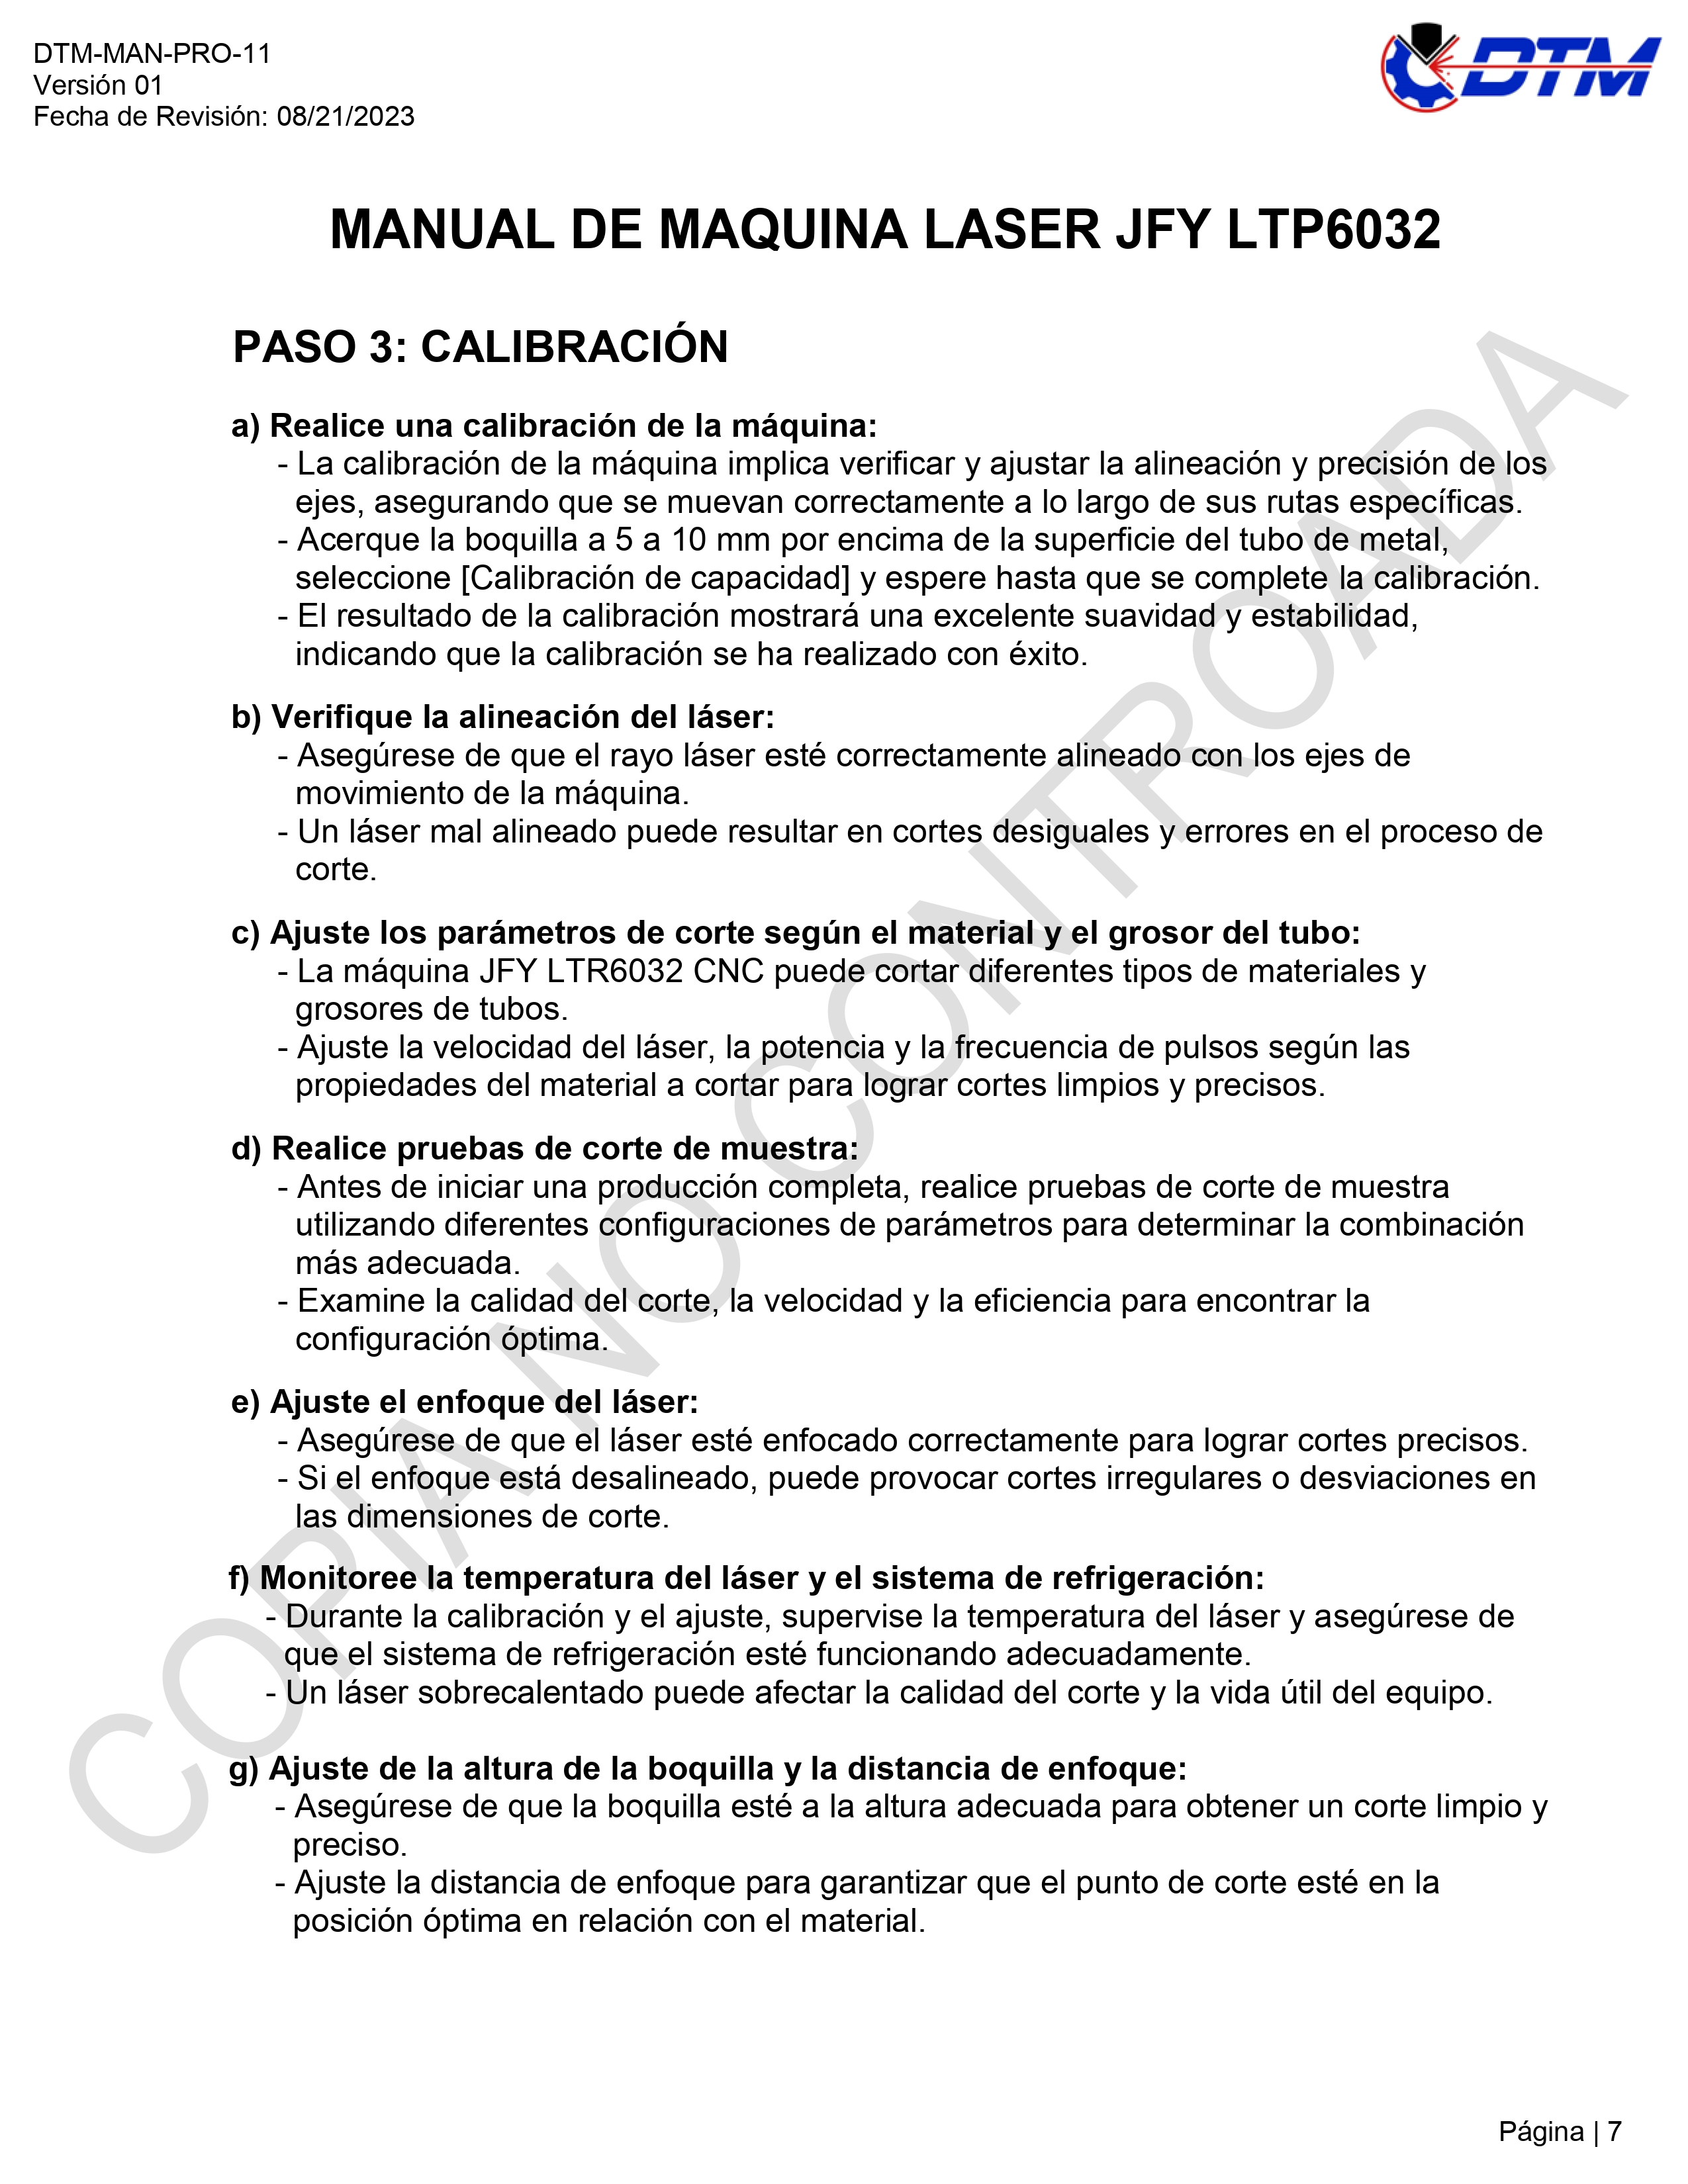 DTM-MAN-PRO-11
Versión 01
Fecha de Revisión: 08/21/2023
DTM
MANUAL DE MAQUINA LASER JFY LTP6032
PASO 3: CALIBRACIÓN
a) Realice una calibración de la máquina:
- La calibración de la máquina implica verificar y ajustar la alineación y precisión de los
ejes, asegurando que se muevan correctamente a lo largo de sus rutas específicas.
- Acerque la boquilla a 5 a 10 mm por encima de la superficie del tubo de metal,
seleccione [Calibración de capacidad] y espere hasta que se complete la calibración.
- El resultado de la calibración mostrará una excelente suavidad y estabilidad,
indicando que la calibración se ha realizado con éxito.
b) Verifique la alineación del láser:
- Asegúrese de que el rayo láser esté correctamente alineado con los ejes de
movimiento de la máquina.
- Un láser mal alineado puede resultar en cortes desiguales y errores en el proceso de
corte.
c) Ajuste los parámetros de corte según el material y el grosor del tubo:
- La máquina JFY LTR6032 CNC puede cortar diferentes tipos de materiales y
grosores de tubos.
- Ajuste la velocidad del láser, la potencia y la frecuencia de pulsos según las
propiedades del material a cortar para lograr cortes limpios y precisos.
d) Realice pruebas de corte de muestra:
- Antes de iniciar una producción completa, realice pruebas de corte de muestra
utilizando diferentes configuraciones de parámetros para determinar la combinación
más adecuada.
- Examine la calidad del corte, la velocidad y la eficiencia para encontrar la
configuración óptima.
e) Ajuste el enfoque del láser:
- Asegúrese de que el láser esté enfocado correctamente para lograr cortes precisos.
- Si el enfoque está desalineado, puede provocar cortes irregulares o desviaciones en
las dimensiones de corte.
f) Monitoree la temperatura del láser y el sistema de refrigeración:
- Durante la calibración y el ajuste, supervise la temperatura del láser y asegúrese de
que el sistema de refrigeración esté funcionando adecuadamente.
- Un láser sobrecalentado puede afectar la calidad del corte y la vida útil del equipo.
g) Ajuste de la altura de la boquilla y la distancia de enfoque:
- Asegúrese de que la boquilla esté a la altura adecuada para obtener un corte limpio y
preciso.
- Ajuste la distancia de enfoque para garantizar que el punto de corte esté en la
posición óptima en relación con el material.
COPIA NO CONTROADA
Página | 7